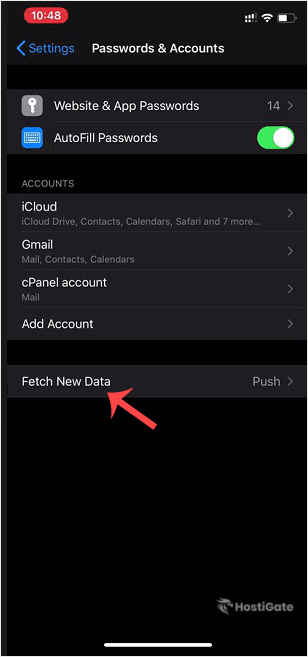 10:48
Settings
Passwords & Accounts
Website & App Passwords 14
AutoFill Passwords
ACCOUNTS
iCloud
iCloud Drive, Contacts, Calendars, Safari and 7 more...
Gmail
Mail, Contacts, Calendars
cPanel account
Mail
Add Account
Fetch New Data Push
HostiGate